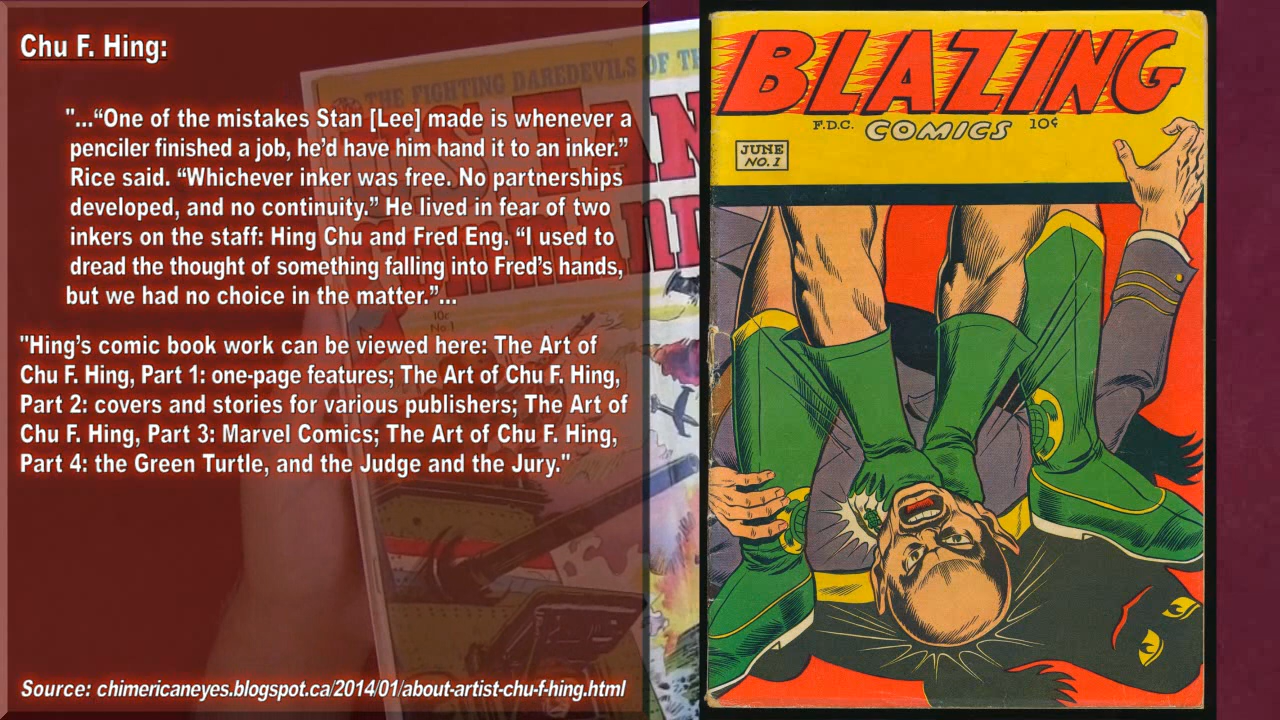 Chu F. Hing:
"...“One of the mistakes Stan [Lee] made is whenever a
penciler finished a job, he’d have him hand it to an inker.”
Rice said. “Whichever inker was free. No partnerships
developed, and no continuity.” He lived in fear of two
inkers on the staff: Hing Chu and Fred Eng. “I used to
dread the thought of something falling into Fred’s hands,
but we had no choice in the matter.”...
"Hing’s comic book work can be viewed here: The Art of
Chu F. Hing, Part 1: one-page features; The Art of Chu F. Hing,
Part 2: covers and stories for various publishers; The Art of
Chu F. Hing, Part 3: Marvel Comics; The Art of Chu F. Hing,
Part 4: the Green Turtle, and the Judge and the Jury."
Source: chimericaneyes.blogspot.ca/2014/01/about-artist-chu-f-hing.html
THE FIGHTING DAREDEVILS OF TH
U.S. TAN
10¢
No.1
BLAZING
F.D.C. COMICS 10¢
JUNE
NO. 1